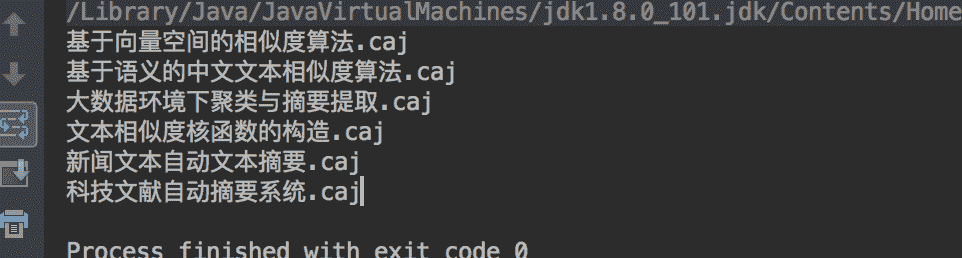 /Library/Java/JavaVirtualMachines/jdk1.8.0_101.jdk/Contents/Home
基于向量空间的相似度算法.caj
基于语义的中文文本相似度算法.caj
大数据环境下聚类与摘要提取.caj
文本相似度核函数的构造.caj
新闻文本自动文本摘要.caj
科技文献自动摘要系统.caj
Process finished with exit code 0